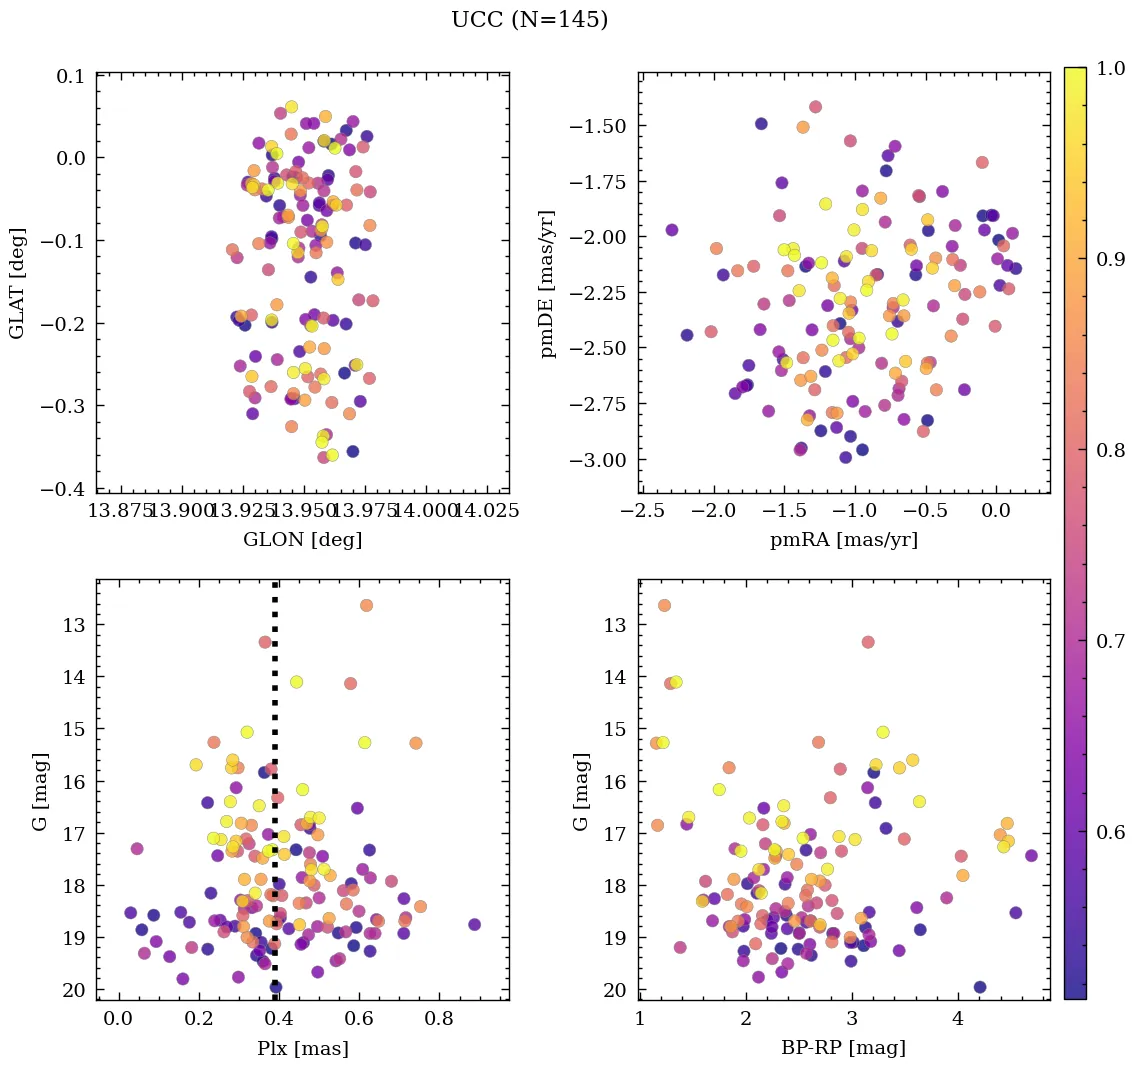 UCC (N=145)
0.1
0.0
−0.1
−0.2
−0.3
−0.4
GLAT [deg]
13.875 13.900 13.925 13.950 13.975 14.000 14.025
GLON [deg]
−1.50
−1.75
−2.00
−2.25
−2.50
−2.75
−3.00
pmDE [mas/yr]
−2.5 −2.0 −1.5 −1.0 −0.5 0.0
pmRA [mas/yr]
13
14
15
16
17
18
19
20
G [mag]
0.0 0.2 0.4 0.6 0.8
Plx [mas]
13
14
15
16
17
18
19
20
G [mag]
1 2 3 4
BP-RP [mag]
1.0
0.9
0.8
0.7
0.6